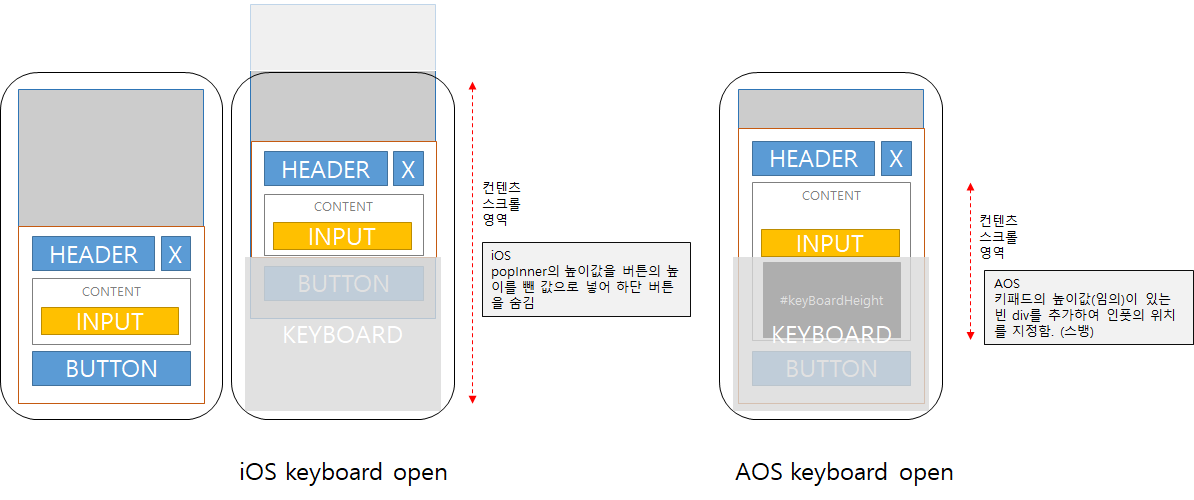 HEADER X
CONTENT
INPUT
BUTTON
HEADER X
CONTENT
INPUT
BUTTON
KEYBOARD
컨텐츠
스크롤
영역
iOS
popInner의 높이값을 버튼의 높
이를 뺀 값으로 넣어 하단 버튼
을 숨김
HEADER X
CONTENT
INPUT
#keyBoardHeight
KEYBOARD
BUTTON
컨텐츠
스크롤
영역
AOS
키패드의 높이값(임의)이 있는
빈 div를 추가하여 인풋의 위치
를 지정함. (스뱅)
iOS keyboard open
AOS keyboard open